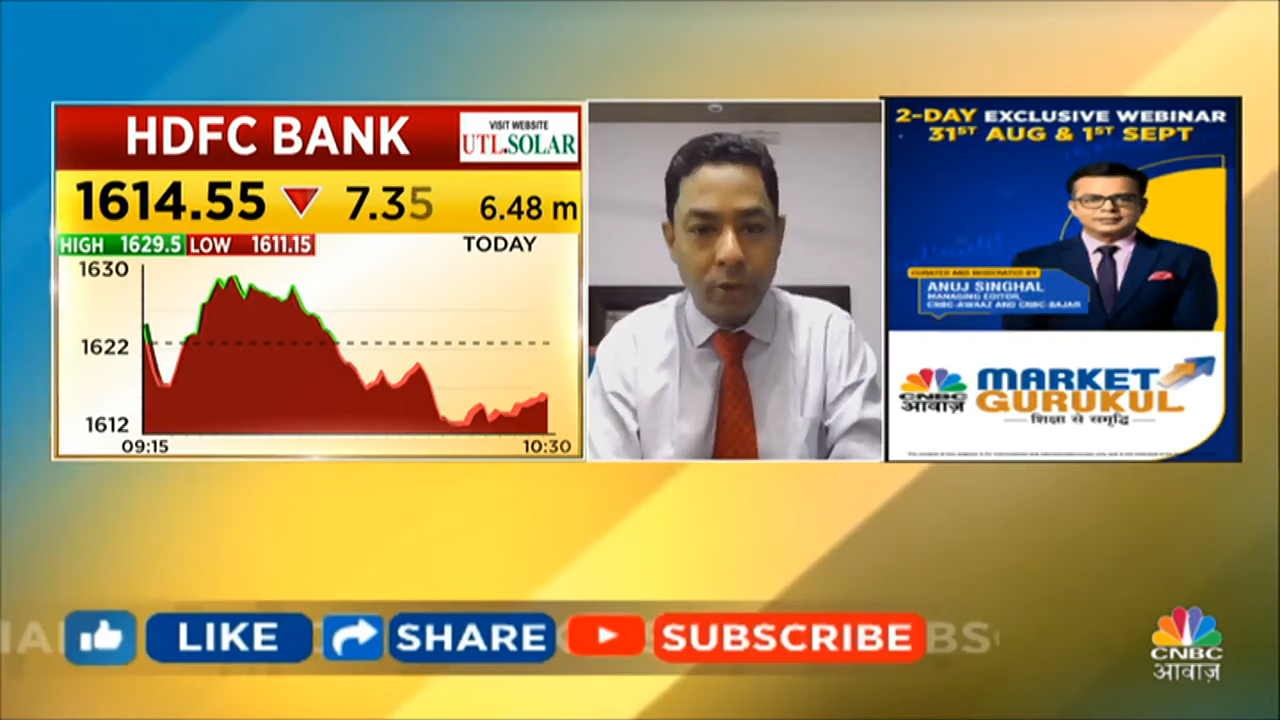 HDFC BANK
VISIT WEBSITE
UTL.SOLAR
1614.55 ▼ 7.35 6.48 m
HIGH 1629.5 LOW 1611.15 TODAY
1630
1622
1612
09:15 10:30
2-DAY EXCLUSIVE WEBINAR
31ST AUG & 1ST SEPT
CURATED AND MODERATED BY
ANUJ SINGHAL
MANAGING EDITOR,
CNBC-AWAAZ AND CNBC-BAJAR
CNBC
आवाज़
MARKET
GURUKUL
शिक्षा से समृद्धि
LIKE SHARE SUBSCRIBE
CNBC
आवाज़